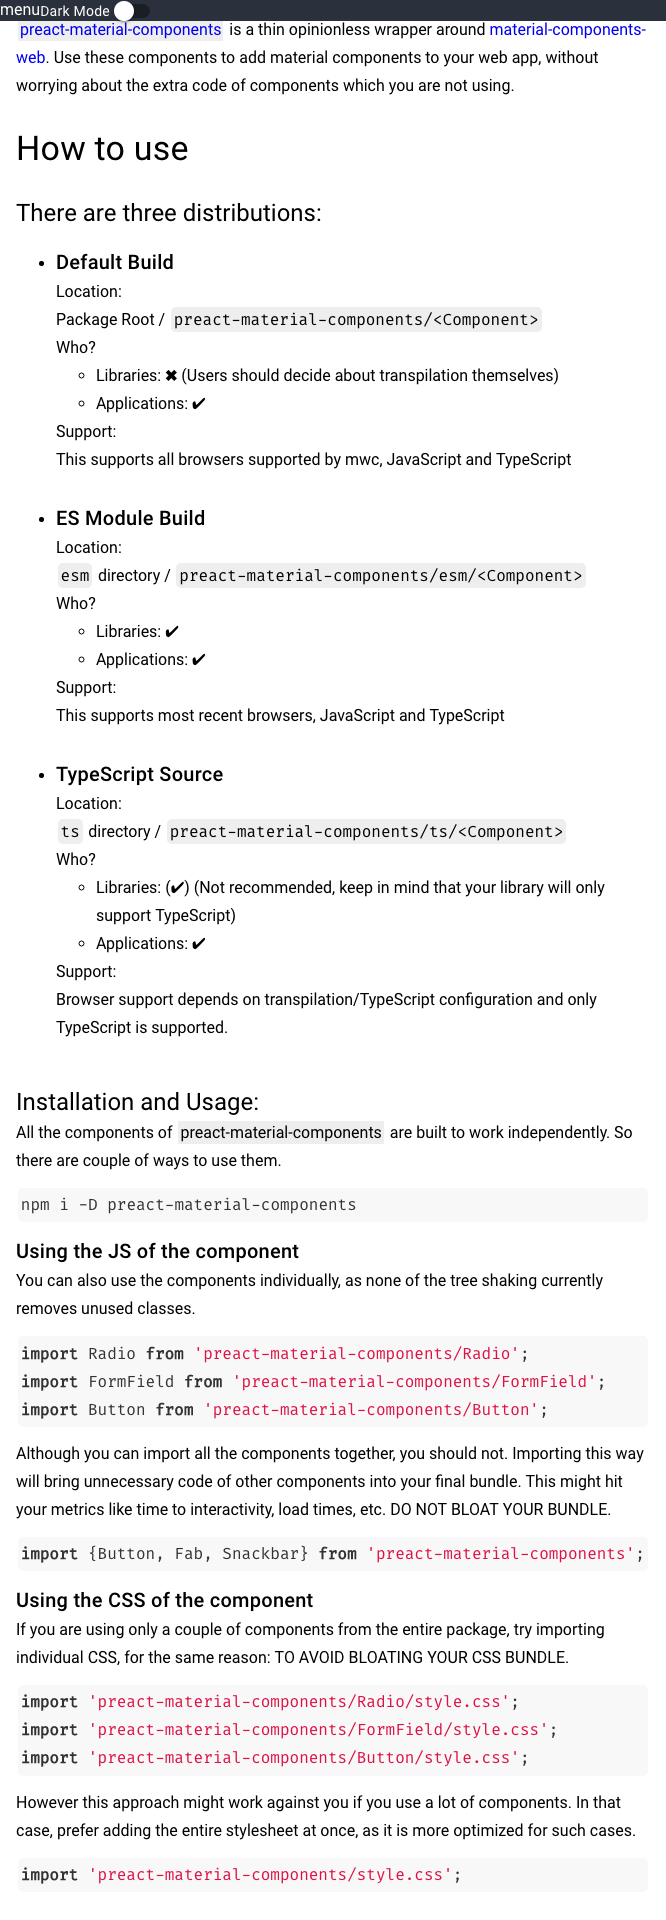 menuDark Mode
preact-material-components is a thin opinionless wrapper around material-components-
web. Use these components to add material components to your web app, without
worrying about the extra code of components which you are not using.
How to use
There are three distributions:
• Default Build
Location:
Package Root / preact-material-components/<Component>
Who?
◦ Libraries: ✖ (Users should decide about transpilation themselves)
◦ Applications: ✔
Support:
This supports all browsers supported by mwc, JavaScript and TypeScript
• ES Module Build
Location:
esm directory / preact-material-components/esm/<Component>
Who?
◦ Libraries: ✔
◦ Applications: ✔
Support:
This supports most recent browsers, JavaScript and TypeScript
• TypeScript Source
Location:
ts directory / preact-material-components/ts/<Component>
Who?
◦ Libraries: (✔) (Not recommended, keep in mind that your library will only
support TypeScript)
◦ Applications: ✔
Support:
Browser support depends on transpilation/TypeScript configuration and only
TypeScript is supported.
Installation and Usage:
All the components of preact-material-components are built to work independently. So
there are couple of ways to use them.
npm i -D preact-material-components
Using the JS of the component
You can also use the components individually, as none of the tree shaking currently
removes unused classes.
import Radio from 'preact-material-components/Radio';
import FormField from 'preact-material-components/FormField';
import Button from 'preact-material-components/Button';
Although you can import all the components together, you should not. Importing this way
will bring unnecessary code of other components into your final bundle. This might hit
your metrics like time to interactivity, load times, etc. DO NOT BLOAT YOUR BUNDLE.
import {Button, Fab, Snackbar} from 'preact-material-components';
Using the CSS of the component
If you are using only a couple of components from the entire package, try importing
individual CSS, for the same reason: TO AVOID BLOATING YOUR CSS BUNDLE.
import 'preact-material-components/Radio/style.css';
import 'preact-material-components/FormField/style.css';
import 'preact-material-components/Button/style.css';
However this approach might work against you if you use a lot of components. In that
case, prefer adding the entire stylesheet at once, as it is more optimized for such cases.
import 'preact-material-components/style.css';